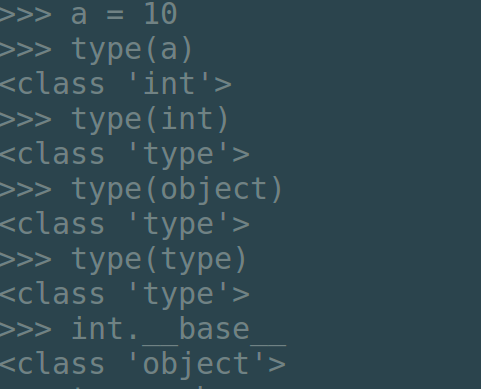 >>> a = 10
>>> type(a)
<class 'int'>
>>> type(int)
<class 'type'>
>>> type(object)
<class 'type'>
>>> type(type)
<class 'type'>
>>> int.__base__
<class 'object'>